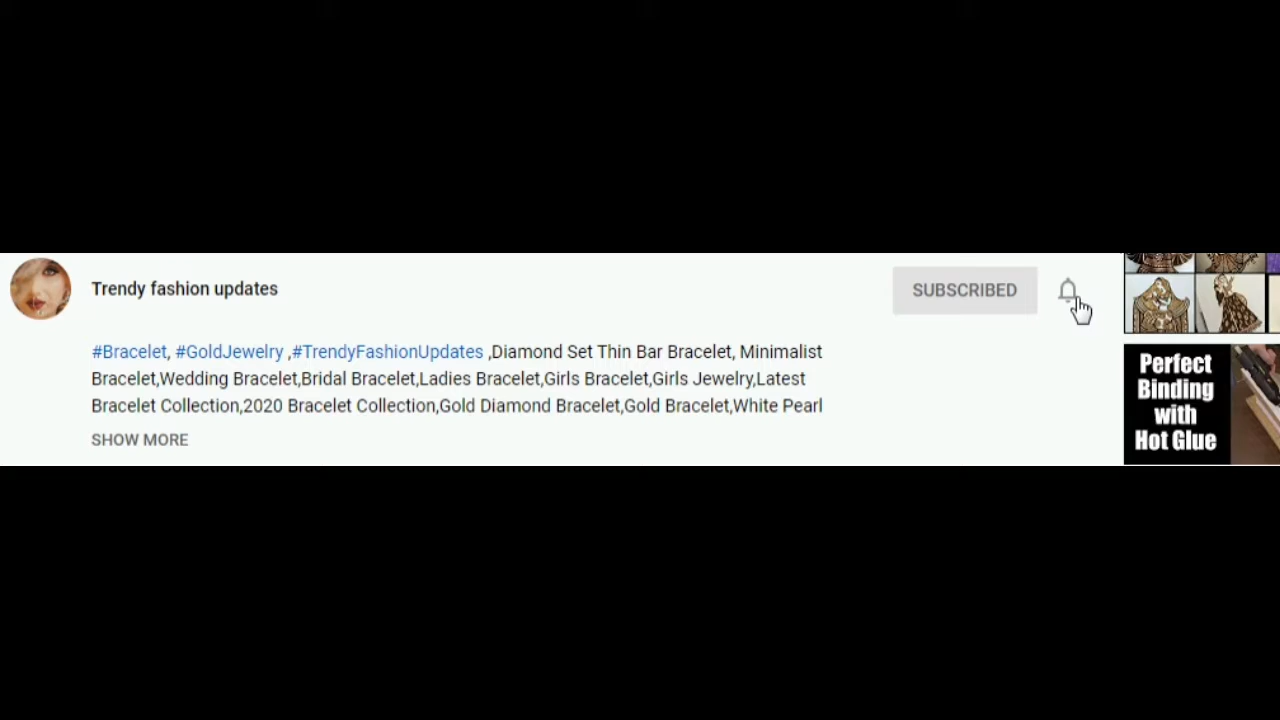 Trendy fashion updates
SUBSCRIBED
#Bracelet, #GoldJewelry ,#TrendyFashionUpdates ,Diamond Set Thin Bar Bracelet, Minimalist
Bracelet,Wedding Bracelet,Bridal Bracelet,Ladies Bracelet,Girls Bracelet,Girls Jewelry,Latest
Bracelet Collection,2020 Bracelet Collection,Gold Diamond Bracelet,Gold Bracelet,White Pearl
SHOW MORE
Perfect
Binding
with
Hot Glue